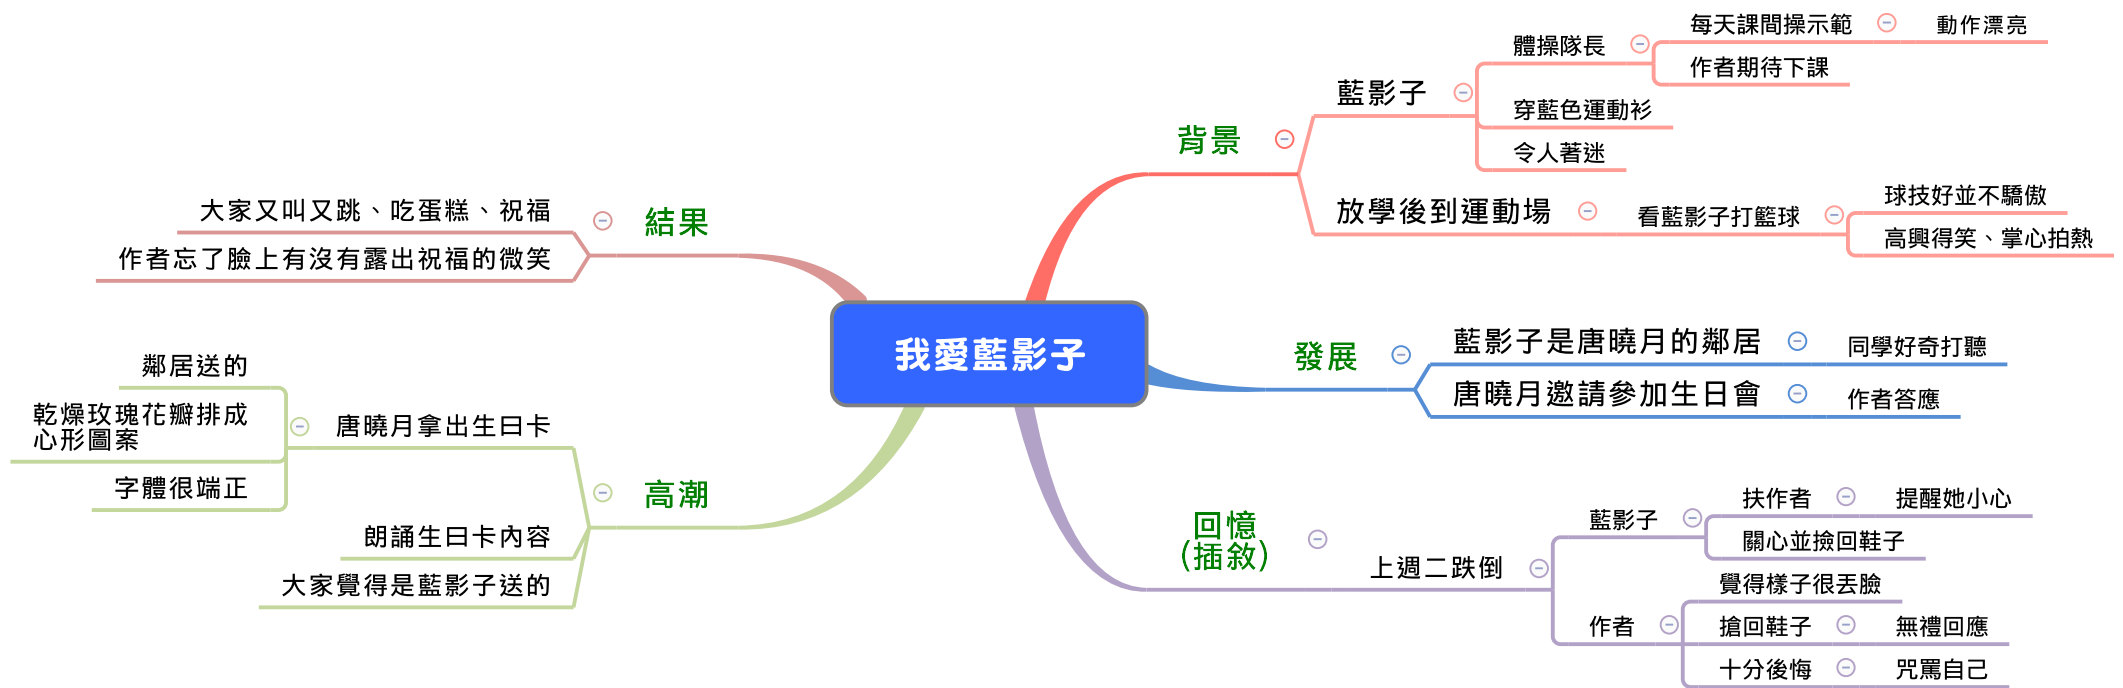 我愛藍影子
背景
藍影子
體操隊長
每天課間操示範
動作漂亮
作者期待下課
穿藍色運動衫
令人著迷
放學後到運動場
看藍影子打籃球
球技好並不驕傲
高興得笑、掌心拍熱
發展
藍影子是唐曉月的鄰居
同學好奇打聽
唐曉月邀請參加生日會
作者答應
回憶
(插敘)
上週二跌倒
藍影子
扶作者
提醒她小心
關心並撿回鞋子
作者
覺得樣子很丟臉
搶回鞋子
無禮回應
十分後悔
咒罵自己
高潮
唐曉月拿出生日卡
鄰居送的
乾燥玫瑰花瓣排成
心形圖案
字體很端正
朗誦生日卡內容
大家覺得是藍影子送的
結果
大家又叫又跳、吃蛋糕、祝福
作者忘了臉上有沒有露出祝福的微笑